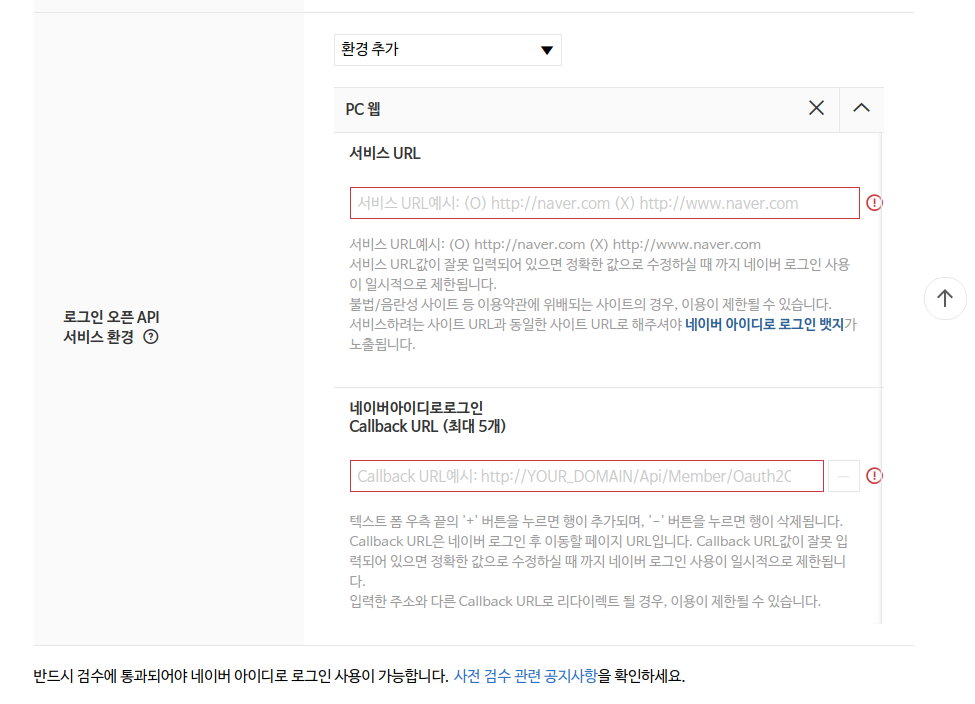 환경 추가
PC 웹
서비스 URL
서비스 URL예시: (O) http://naver.com (X) http://www.naver.com
서비스 URL예시: (O) http://naver.com (X) http://www.naver.com
서비스 URL값이 잘못 입력되어 있으면 정확한 값으로 수정하실 때 까지 네이버 로그인 사용
이 일시적으로 제한됩니다.
불법/음란성 사이트 등 이용약관에 위배되는 사이트의 경우, 이용이 제한될 수 있습니다.
서비스하려는 사이트 URL과 동일한 사이트 URL로 해주셔야 네이버 아이디로 로그인 뱃지가
노출됩니다.
로그인 오픈 API
서비스 환경
네이버아이디로로그인
Callback URL (최대 5개)
Callback URL예시: http://YOUR_DOMAIN/Api/Member/Oauth2C
텍스트 폼 우측 끝의 '+' 버튼을 누르면 행이 추가되며, '-' 버튼을 누르면 행이 삭제됩니다.
Callback URL은 네이버 로그인 후 이동할 페이지 URL입니다. Callback URL값이 잘못 입
력되어 있으면 정확한 값으로 수정하실 때 까지 네이버 로그인 사용이 일시적으로 제한됩니
다.
입력한 주소와 다른 Callback URL로 리다이렉트 될 경우, 이용이 제한될 수 있습니다.
반드시 검수에 통과되어야 네이버 아이디로 로그인 사용이 가능합니다. 사전 검수 관련 공지사항을 확인하세요.